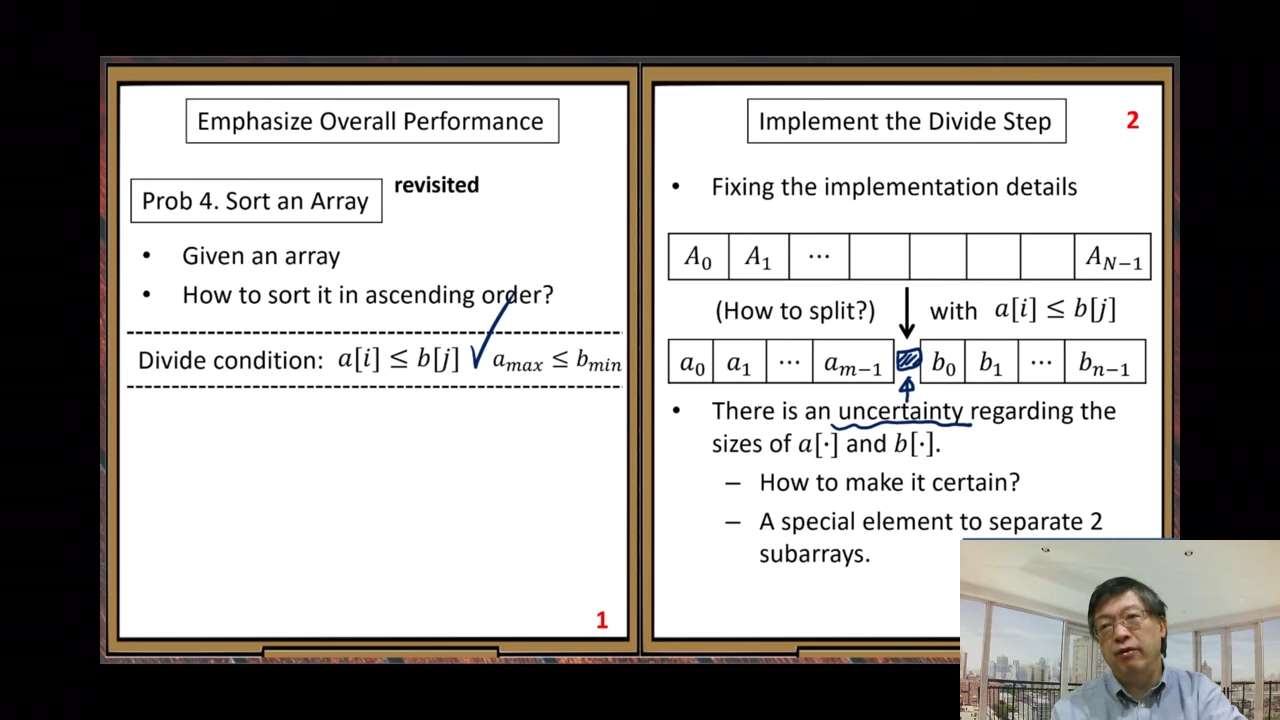 Emphasize Overall Performance
Prob 4. Sort an Array
revisited
• Given an array
• How to sort it in ascending order?
Divide condition: a[i] ≤ b[j] √ a_max ≤ b_min
1
Implement the Divide Step
2
• Fixing the implementation details
A_0 A_1 ⋯ A_{N−1}
(How to split?) with a[i] ≤ b[j]
a_0 a_1 ⋯ a_{m−1} b_0 b_1 ⋯ b_{n−1}
• There is an uncertainty regarding the
sizes of a[·] and b[·].
– How to make it certain?
– A special element to separate 2
subarrays.